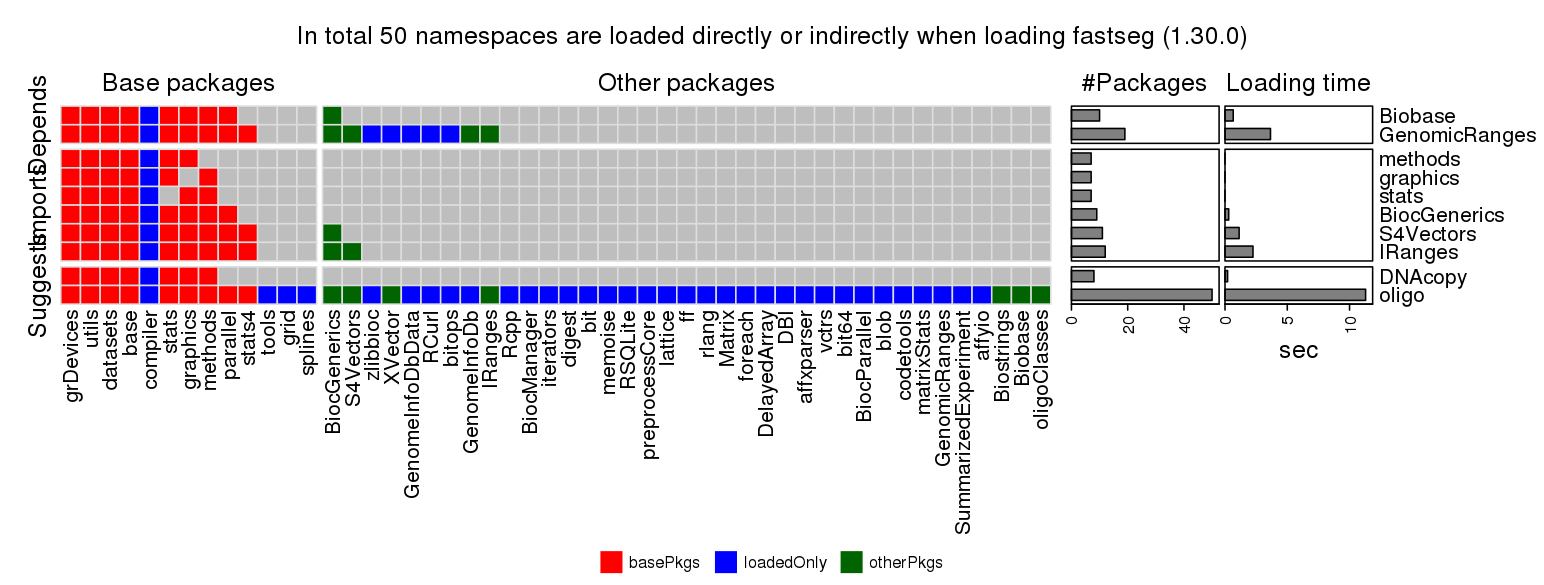 In total 50 namespaces are loaded directly or indirectly when loading fastseg (1.30.0)
Base packages
Other packages
#Packages
Loading time
Depends
Imports
Suggests
Biobase
GenomicRanges
methods
graphics
stats
BiocGenerics
S4Vectors
IRanges
DNAcopy
oligo
grDevices
utils
datasets
base
compiler
stats
graphics
methods
parallel
stats4
tools
grid
splines
BiocGenerics
S4Vectors
zlibbioc
XVector
GenomeInfoDbData
RCurl
bitops
GenomeInfoDb
IRanges
Rcpp
BiocManager
iterators
digest
bit
memoise
RSQLite
preprocessCore
lattice
ff
rlang
Matrix
foreach
DelayedArray
DBI
affxparser
vctrs
bit64
BiocParallel
blob
codetools
matrixStats
GenomicRanges
SummarizedExperiment
affyio
Biostrings
Biobase
oligoClasses
0
20
40
0
5
10
sec
basePkgs
loadedOnly
otherPkgs